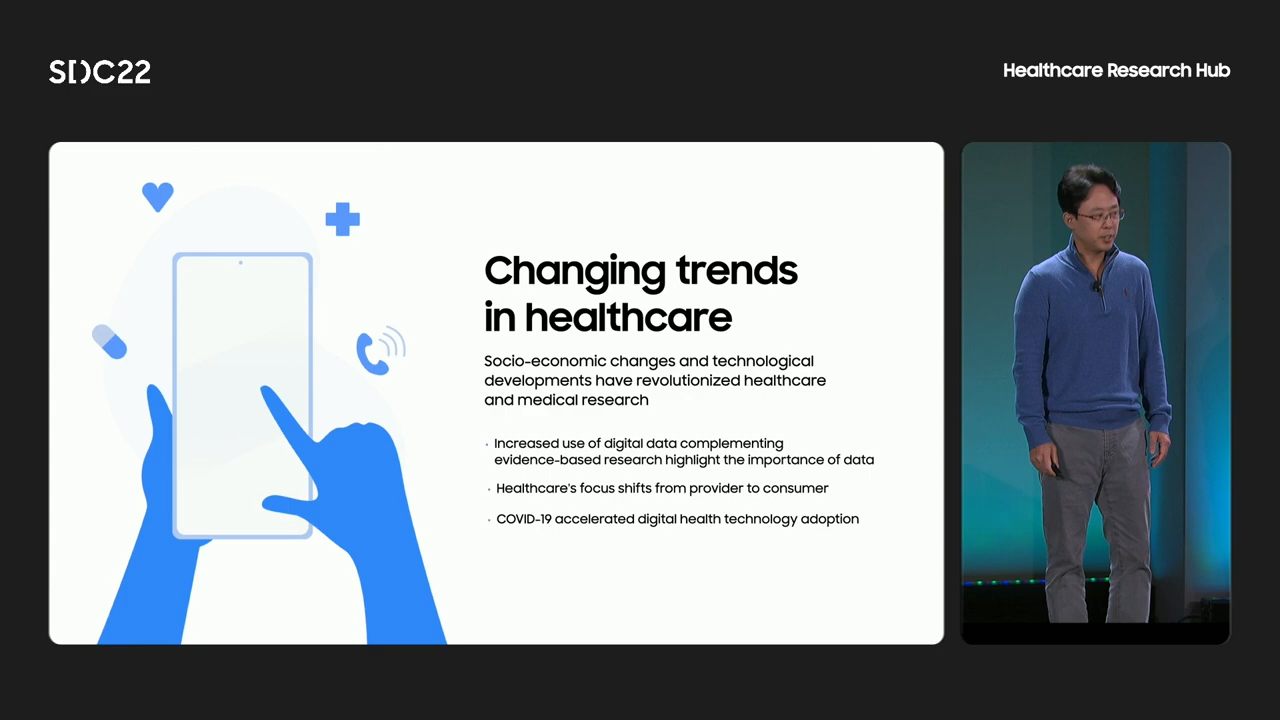 SDC22
Healthcare Research Hub
Changing trends
in healthcare
Socio-economic changes and technological
developments have revolutionized healthcare
and medical research
· Increased use of digital data complementing
evidence-based research highlight the importance of data
· Healthcare's focus shifts from provider to consumer
· COVID-19 accelerated digital health technology adoption